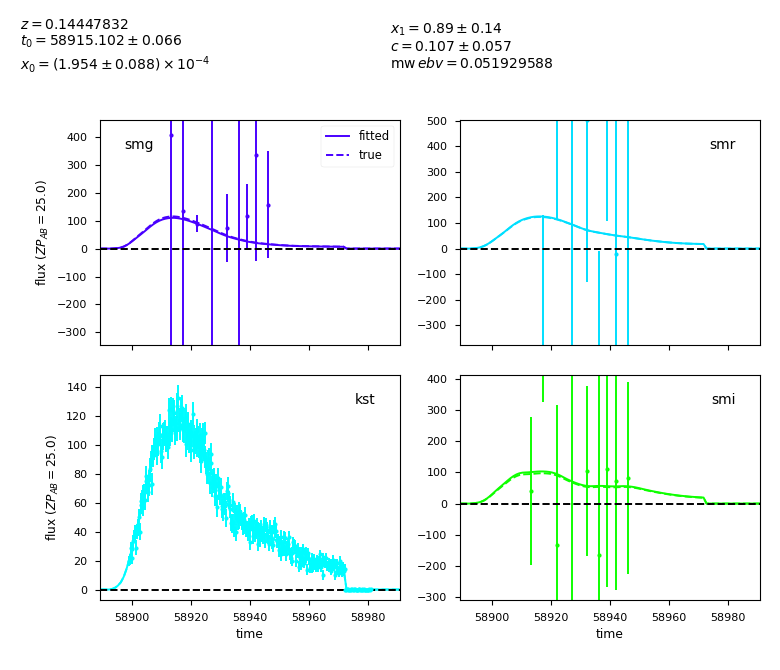 z = 0.14447832
t₀ = 58915.102 ± 0.066
x₀ = (1.954 ± 0.088) × 10⁻⁴
x₁ = 0.89 ± 0.14
c = 0.107 ± 0.057
mw ebv = 0.051929588
smg
fitted
true
400
300
200
100
0
−100
−200
−300
flux (ZP_AB = 25.0)
smr
500
400
300
200
100
0
−100
−200
−300
kst
140
120
100
80
60
40
20
0
flux (ZP_AB = 25.0)
58900 58920 58940 58960 58980
time
smi
400
300
200
100
0
−100
−200
−300
58900 58920 58940 58960 58980
time